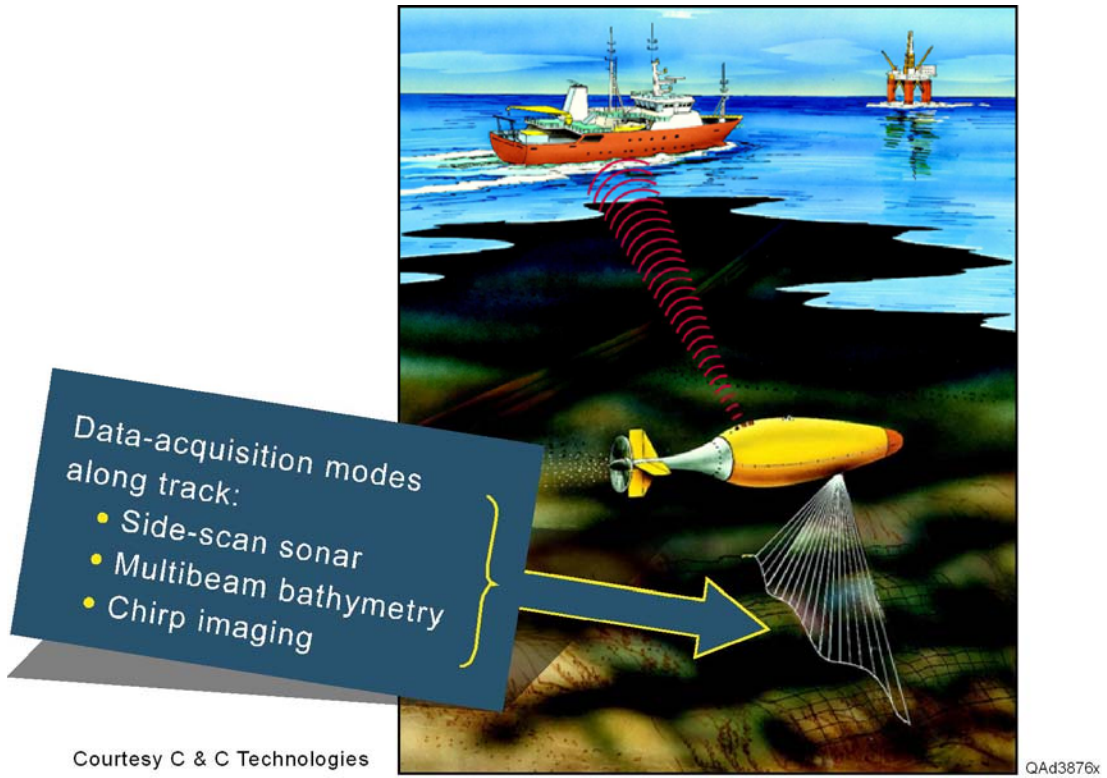 Data-acquisition modes
along track:
• Side-scan sonar
• Multibeam bathymetry
• Chirp imaging
Courtesy C & C Technologies
QAd3876x